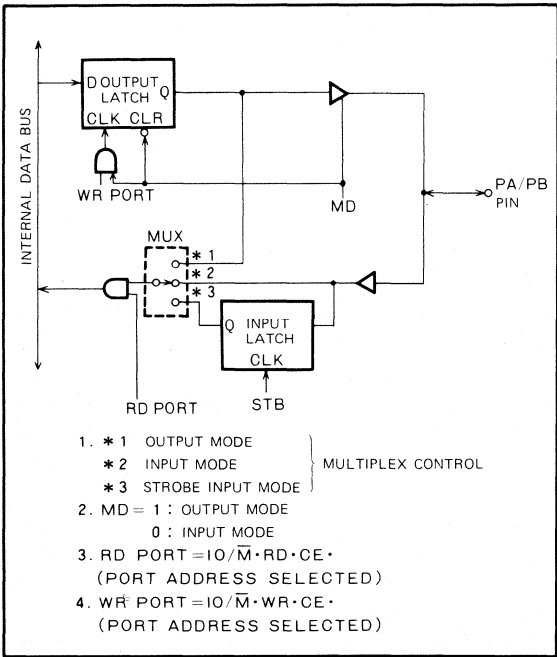 D OUTPUT Q
LATCH
CLK CLR
INTERNAL DATA BUS
WR PORT
MD
PA/PB
PIN
MUX
*1
*2
*3
Q INPUT
LATCH
CLK
RD PORT
STB
1. *1 OUTPUT MODE
*2 INPUT MODE
*3 STROBE INPUT MODE
MULTIPLEX CONTROL
2. MD = 1 : OUTPUT MODE
0 : INPUT MODE
3. RD PORT = IO/M̅·RD·CE·
(PORT ADDRESS SELECTED)
4. WR PORT = IO/M̅·WR·CE·
(PORT ADDRESS SELECTED)